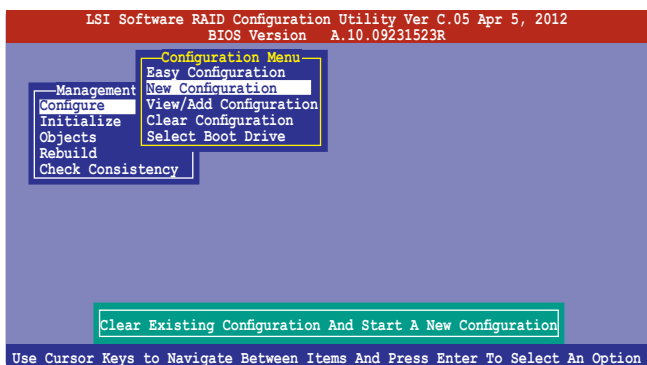 LSI Software RAID Configuration Utility Ver C.05 Apr 5, 2012
BIOS Version A.10.09231523R
Configuration Menu
Easy Configuration
New Configuration
View/Add Configuration
Clear Configuration
Select Boot Drive
Management
Configure
Initialize
Objects
Rebuild
Check Consistency
Clear Existing Configuration And Start A New Configuration
Use Cursor Keys to Navigate Between Items And Press Enter To Select An Option